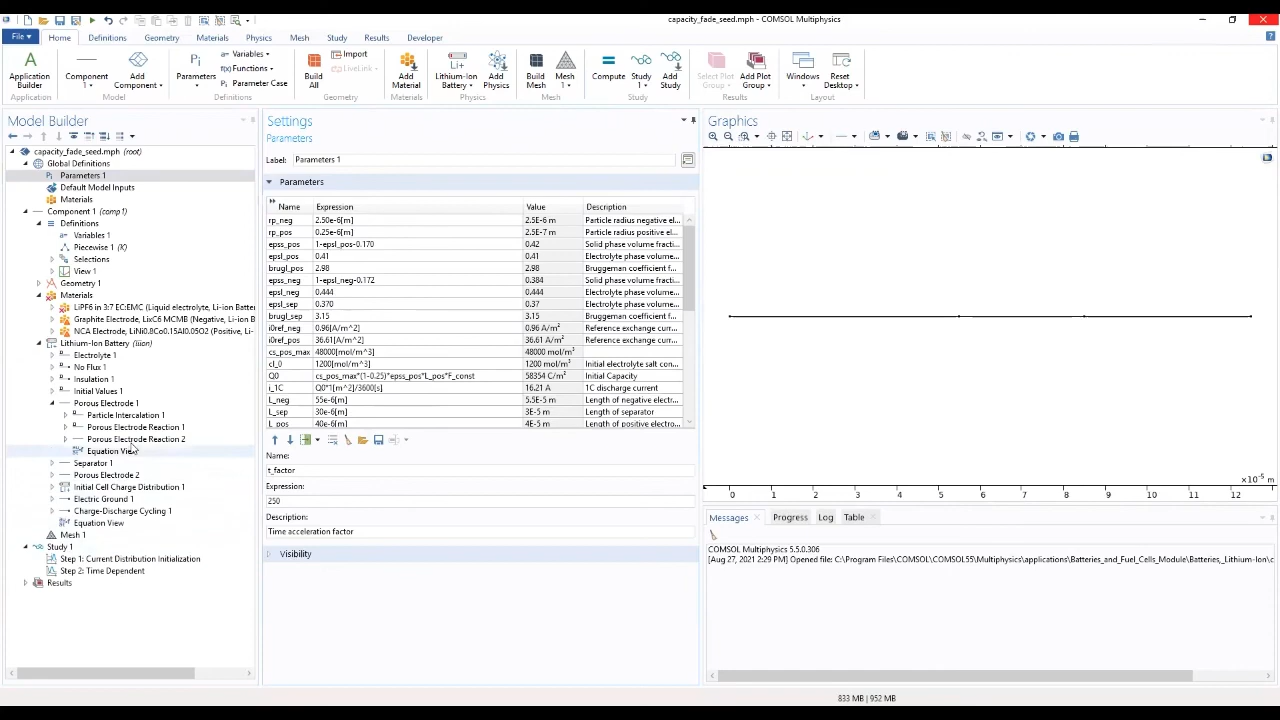 capacity_fade_seed.mph - COMSOL Multiphysics
File Home Definitions Geometry Materials Physics Mesh Study Results Developer
Application Builder
Application
Component 1
Add Component
Model
Parameters
Variables
Functions
Parameter Case
Definitions
Build All
Import
LiveLink
Geometry
Add Material
Materials
Lithium-Ion Battery
Add Physics
Physics
Build Mesh
Mesh 1
Mesh
Compute
Study 1
Add Study
Study
Select Plot Group
Add Plot Group
Results
Windows
Reset Desktop
Layout
Model Builder
capacity_fade_seed.mph (root)
Global Definitions
Parameters 1
Default Model Inputs
Materials
Component 1 (comp1)
Definitions
Variables 1
Piecewise 1 (K)
Selections
View 1
Geometry 1
Materials
LiPF6 in 3:7 EC:EMC (Liquid electrolyte, Li-ion Batter
Graphite Electrode, LixC6 MCMB (Negative, Li-ion B
NCA Electrode, LiNi0.8Co0.15Al0.05O2 (Positive, Li-
Lithium-Ion Battery (liion)
Electrolyte 1
No Flux 1
Insulation 1
Initial Values 1
Porous Electrode 1
Particle Intercalation 1
Porous Electrode Reaction 1
Porous Electrode Reaction 2
Equation View
Separator 1
Porous Electrode 2
Initial Cell Charge Distribution 1
Electric Ground 1
Charge-Discharge Cycling 1
Equation View
Mesh 1
Study 1
Step 1: Current Distribution Initialization
Step 2: Time Dependent
Results
Settings
Parameters
Label: Parameters 1
Parameters
Name Expression Value Description
rp_neg 2.50e-6[m] 2.5E-6 m Particle radius negative el...
rp_pos 0.25e-6[m] 2.5E-7 m Particle radius positive el...
epss_pos 1-epsl_pos-0.170 0.42 Solid phase volume fracti...
epsl_pos 0.41 0.41 Electrolyte phase volume...
brugl_pos 2.98 2.98 Bruggeman coefficient f...
epss_neg 1-epsl_neg-0.172 0.384 Solid phase volume fracti...
epsl_neg 0.444 0.444 Electrolyte phase volume...
epsl_sep 0.370 0.37 Electrolyte phase volume...
brugl_sep 3.15 3.15 Bruggeman coefficient f...
i0ref_neg 0.96[A/m^2] 0.96 A/m² Reference exchange curr...
i0ref_pos 36.61[A/m^2] 36.61 A/m² Reference exchange curr...
cs_pos_max 48000[mol/m^3] 48000 mol/m³
cl_0 1200[mol/m^3] 1200 mol/m³ Initial electrolyte salt con...
Q0 cs_pos_max*(1-0.25)*epss_pos*L_pos*F_const 58354 C/m² Initial Capacity
i_1C Q0*1[m^2]/3600[s] 16.21 A 1C discharge current
L_neg 55e-6[m] 5.5E-5 m Length of negative electr...
L_sep 30e-6[m] 3E-5 m Length of separator
L_pos 40e-6[m] 4E-5 m Length of positive electro...
Name:
t_factor
Expression:
250
Description:
Time acceleration factor
Visibility
Graphics
×10⁻⁵ m
0 1 2 3 4 5 6 7 8 9 10 11 12
Messages Progress Log Table
COMSOL Multiphysics 5.5.0.306
[Aug 27, 2021 2:29 PM] Opened file: C:\Program Files\COMSOL\COMSOL55\Multiphysics\applications\Batteries_and_Fuel_Cells_Module\Batteries_Lithium-Ion\c
833 MB | 952 MB